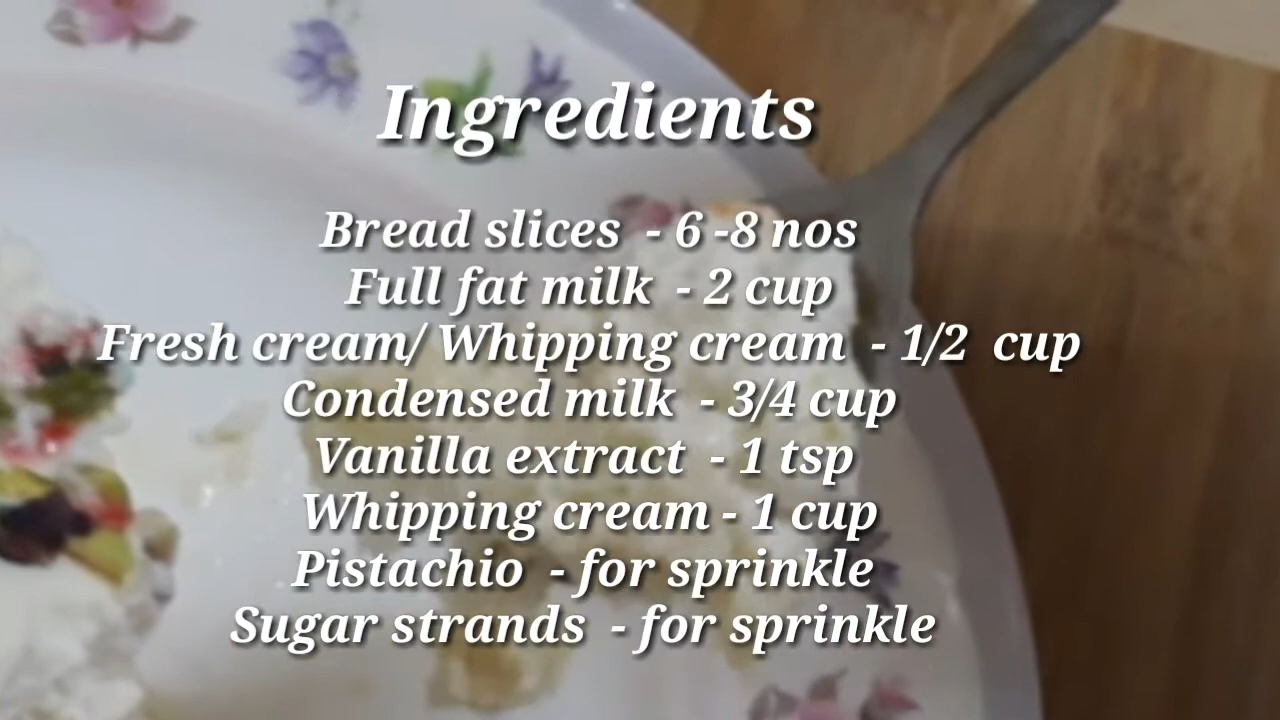 Ingredients
Bread slices - 6 -8 nos
Full fat milk - 2 cup
Fresh cream/ Whipping cream - 1/2 cup
Condensed milk - 3/4 cup
Vanilla extract - 1 tsp
Whipping cream - 1 cup
Pistachio - for sprinkle
Sugar strands - for sprinkle